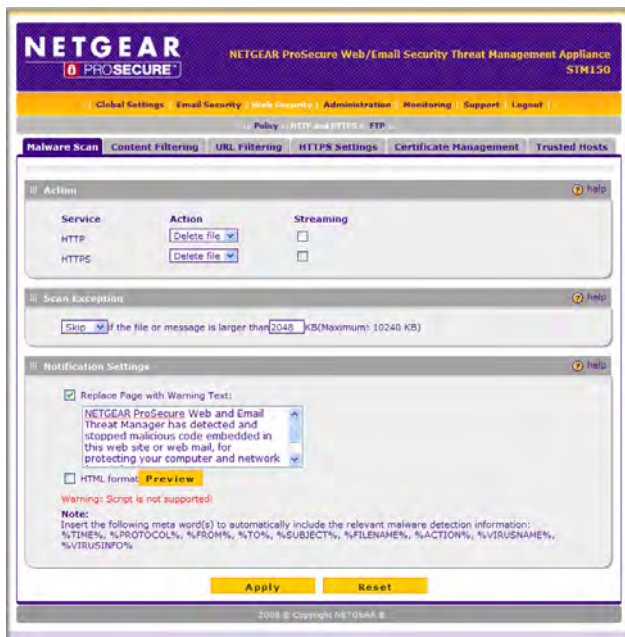 NETGEAR
PROSECURE
NETGEAR ProSecure Web/Email Security Threat Management Appliance
STM150
Global Settings | Email Security | Web Security | Administration | Monitoring | Support | Logout
:: Policy :: HTTP and HTTPS :: FTP ::
Malware Scan Content Filtering URL Filtering HTTPS Settings Certificate Management Trusted Hosts
Action help
Service Action Streaming
HTTP Delete file
HTTPS Delete file
Scan Exception help
Skip if the file or message is larger than 2048 KB(Maximum: 10240 KB)
Notification Settings help
Replace Page with Warning Text:
NETGEAR ProSecure Web and Email
Threat Manager has detected and
stopped malicious code embedded in
this web site or web mail, for
protecting your computer and network
HTML format Preview
Warning: Script is not supported!
Note:
Insert the following meta word(s) to automatically include the relevant malware detection information:
%TIME%, %PROTOCOL%, %FROM%, %TO%, %SUBJECT%, %FILENAME%, %ACTION%, %VIRUSNAME%,
%VIRUSINFO%
Apply Reset
2008 © Copyright NETGEAR ®